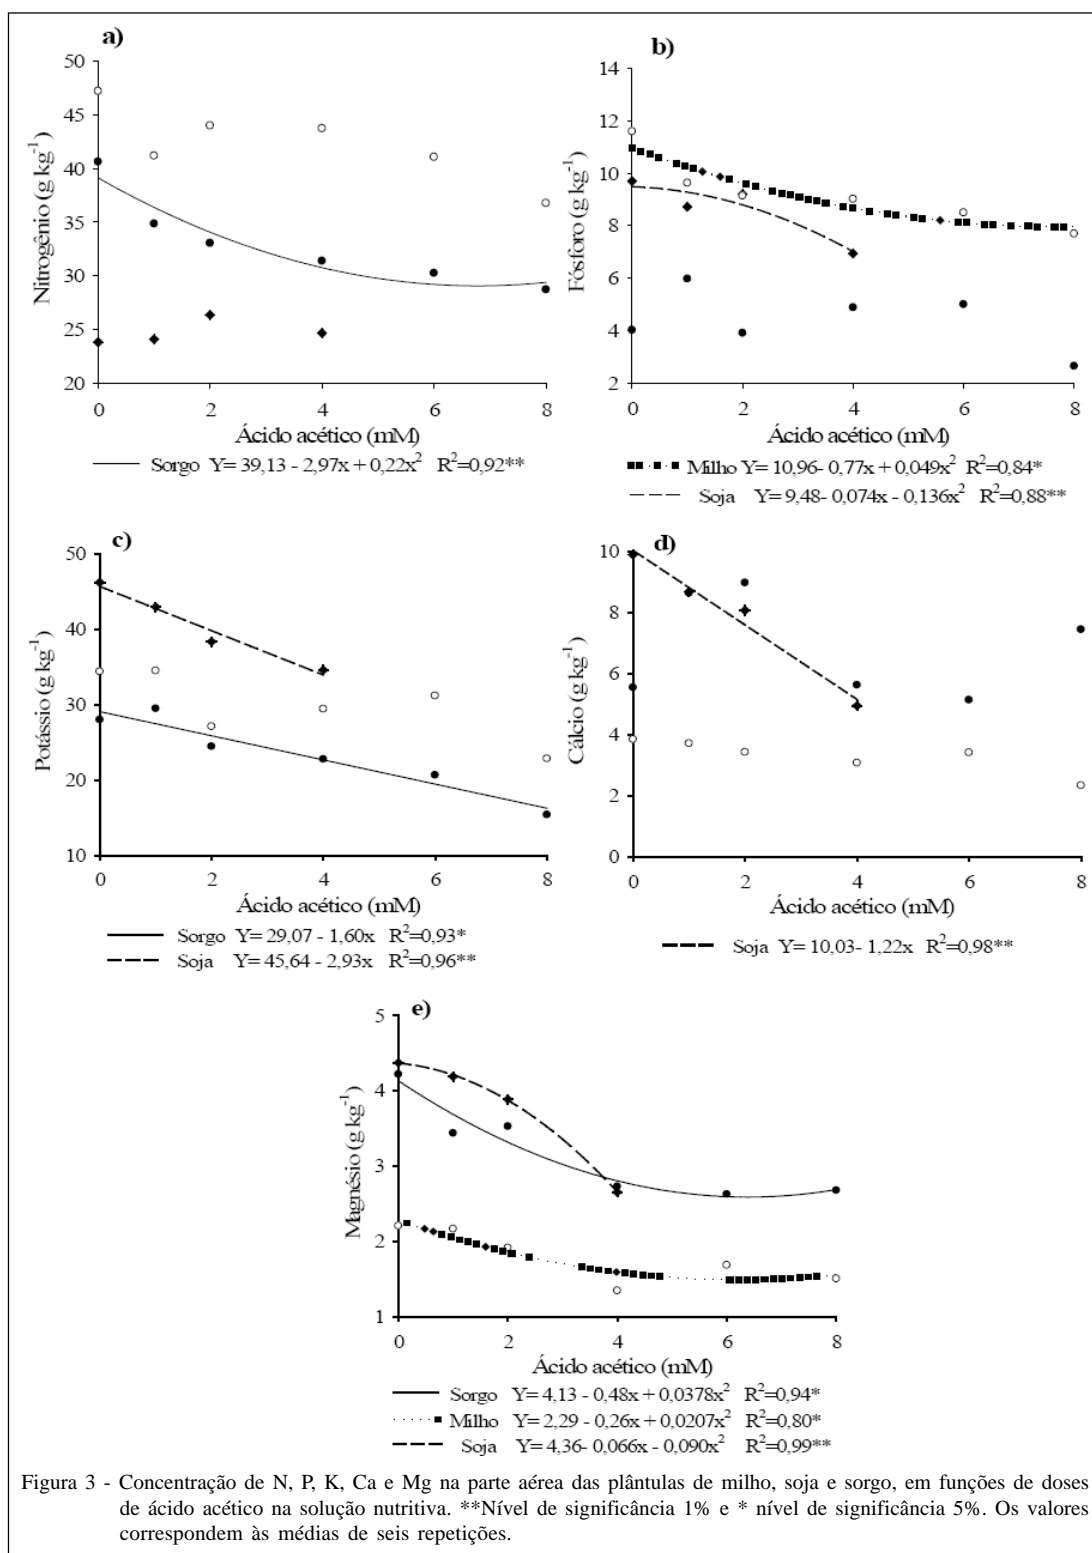 a)
50
45
40
35
30
25
20
Nitrogênio (g kg-1)
0 2 4 6 8
Ácido acético (mM)
Sorgo Y= 39,13 - 2,97x + 0,22x2 R2=0,92**
b)
14
12
10
8
6
4
2
Fósforo (g kg-1)
0 2 4 6 8
Ácido acético (mM)
Milho Y= 10,96- 0,77x + 0,049x2 R2=0,84*
Soja Y= 9,48- 0,074x - 0,136x2 R2=0,88**
c)
50
40
30
20
10
Potássio (g kg-1)
0 2 4 6 8
Ácido acético (mM)
Sorgo Y= 29,07 - 1,60x R2=0,93*
Soja Y= 45,64 - 2,93x R2=0,96**
d)
10
8
6
4
2
0
Cálcio (g kg-1)
0 2 4 6 8
Ácido acético (mM)
Soja Y= 10,03- 1,22x R2=0,98**
e)
5
4
3
2
1
Magnésio (g kg-1)
0 2 4 6 8
Ácido acético (mM)
Sorgo Y= 4,13 - 0,48x + 0,0378x2 R2=0,94*
Milho Y= 2,29 - 0,26x + 0,0207x2 R2=0,80*
Soja Y= 4,36- 0,066x - 0,090x2 R2=0,99**
Figura 3 - Concentração de N, P, K, Ca e Mg na parte aérea das plântulas de milho, soja e sorgo, em funções de doses
de ácido acético na solução nutritiva. **Nível de significância 1% e * nível de significância 5%. Os valores
correspondem às médias de seis repetições.